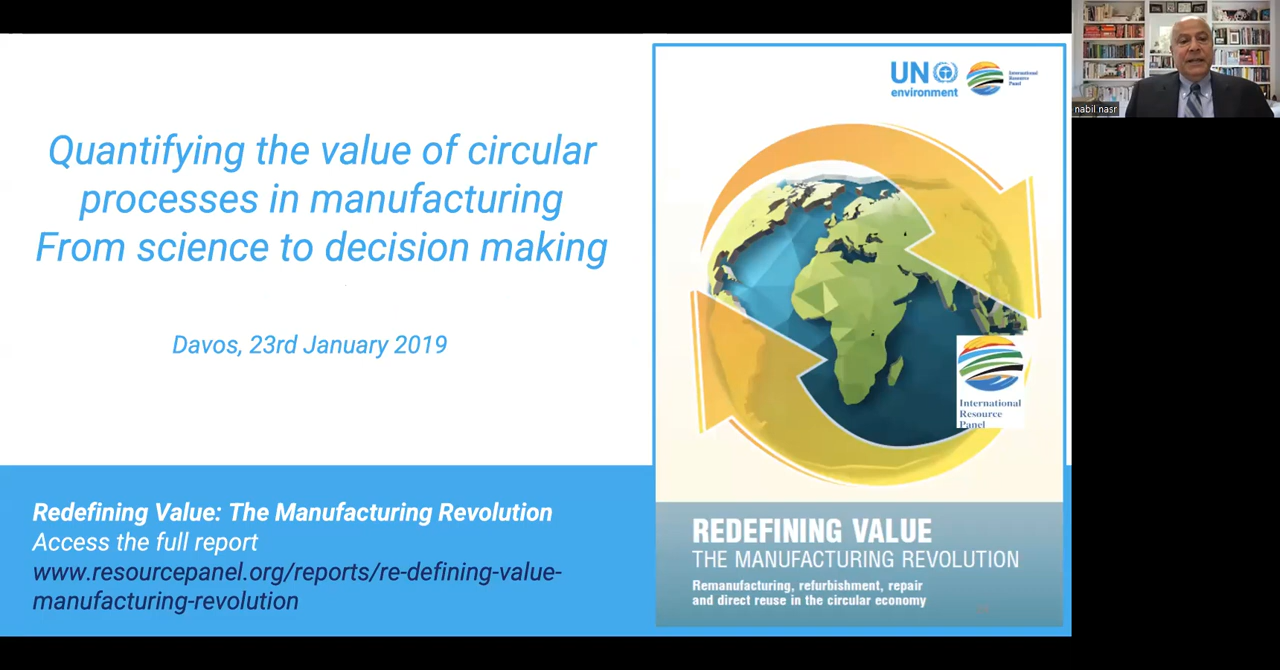 Quantifying the value of circular
processes in manufacturing
From science to decision making
Davos, 23rd January 2019
Redefining Value: The Manufacturing Revolution
Access the full report
www.resourcepanel.org/reports/re-defining-value-
manufacturing-revolution
UN
environment
International
Resource
Panel
International
Resource
Panel
REDEFINING VALUE
THE MANUFACTURING REVOLUTION
Remanufacturing, refurbishment, repair
and direct reuse in the circular economy
nabil nasr